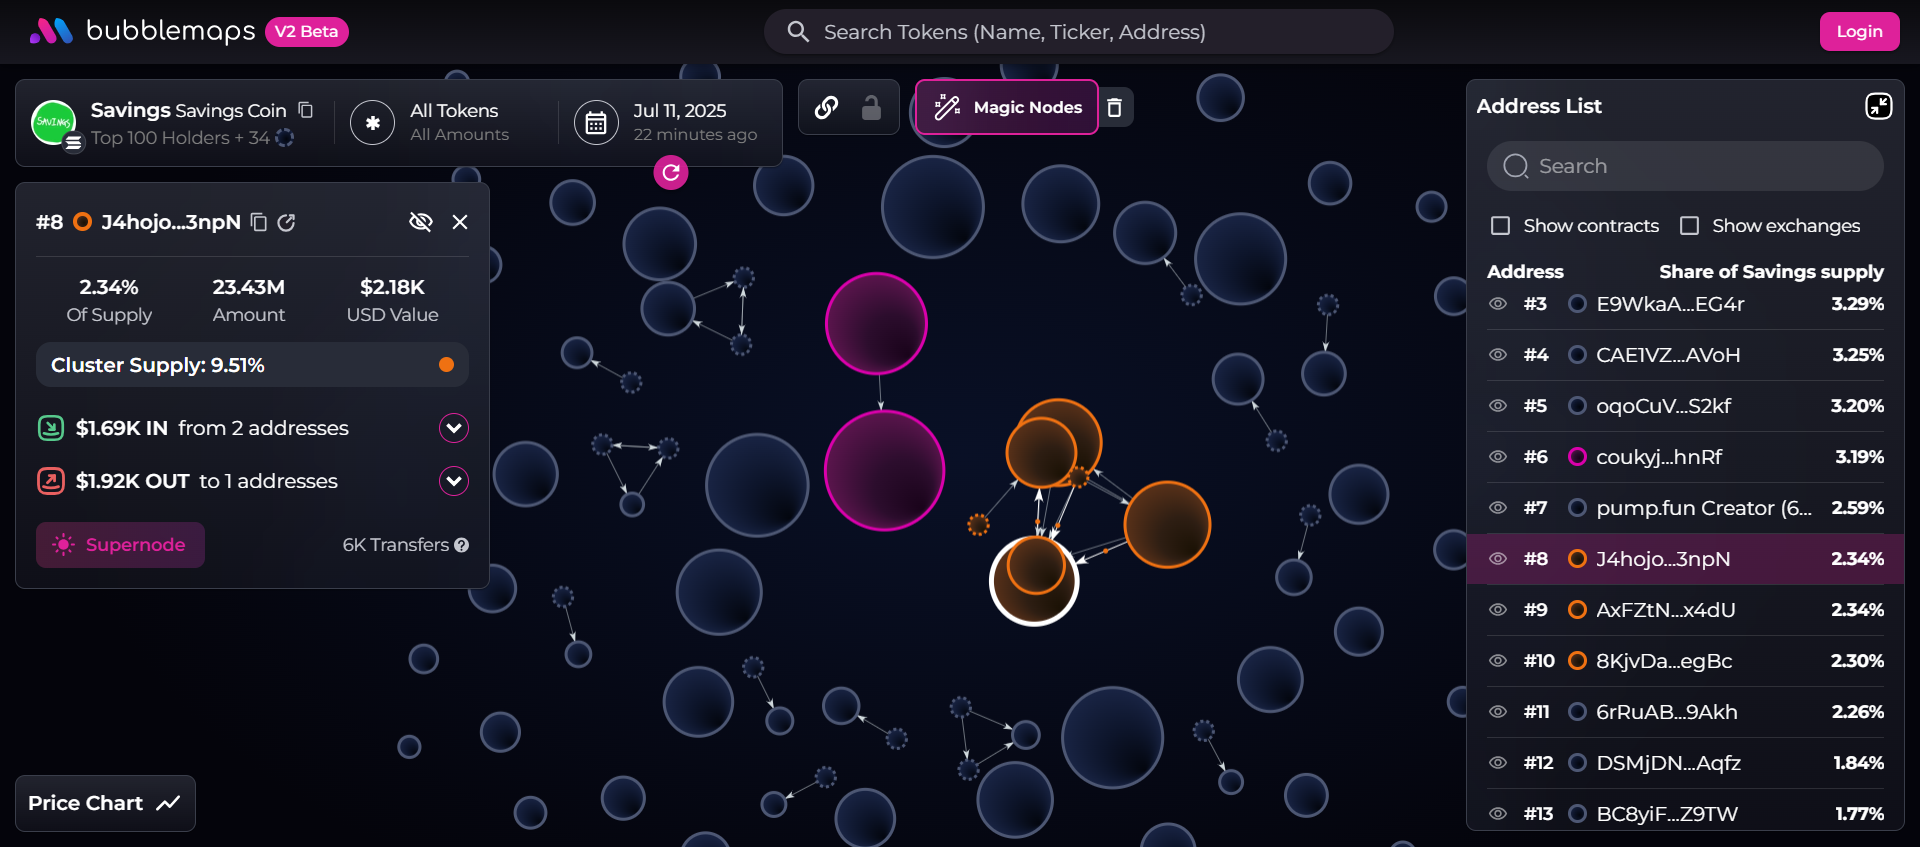 bubblemaps V2 Beta
Search Tokens (Name, Ticker, Address)
Login
Savings Savings Coin
Top 100 Holders + 34
SAVINGS
All Tokens
All Amounts
Jul 11, 2025
22 minutes ago
Magic Nodes
#8 J4hojo...3npN
2.34% 23.43M $2.18K
Of Supply Amount USD Value
Cluster Supply: 9.51%
$1.69K IN from 2 addresses
$1.92K OUT to 1 addresses
Supernode 6K Transfers ?
Price Chart
Address List
Search
Show contracts Show exchanges
Address Share of Savings supply
#3 E9WkaA...EG4r 3.29%
#4 CAE1VZ...AVoH 3.25%
#5 oqoCuV...S2kf 3.20%
#6 coukyj...hnRf 3.19%
#7 pump.fun Creator (6... 2.59%
#8 J4hojo...3npN 2.34%
#9 AxFZtN...x4dU 2.34%
#10 8KjvDa...egBc 2.30%
#11 6rRuAB...9Akh 2.26%
#12 DSMjDN...Aqfz 1.84%
#13 BC8yiF...Z9TW 1.77%